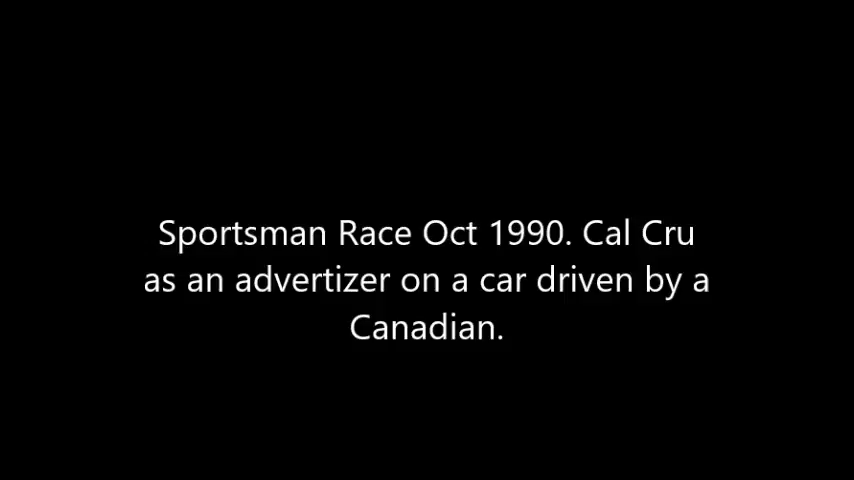 Sportsman Race Oct 1990. Cal Cru
as an advertizer on a car driven by a
Canadian.